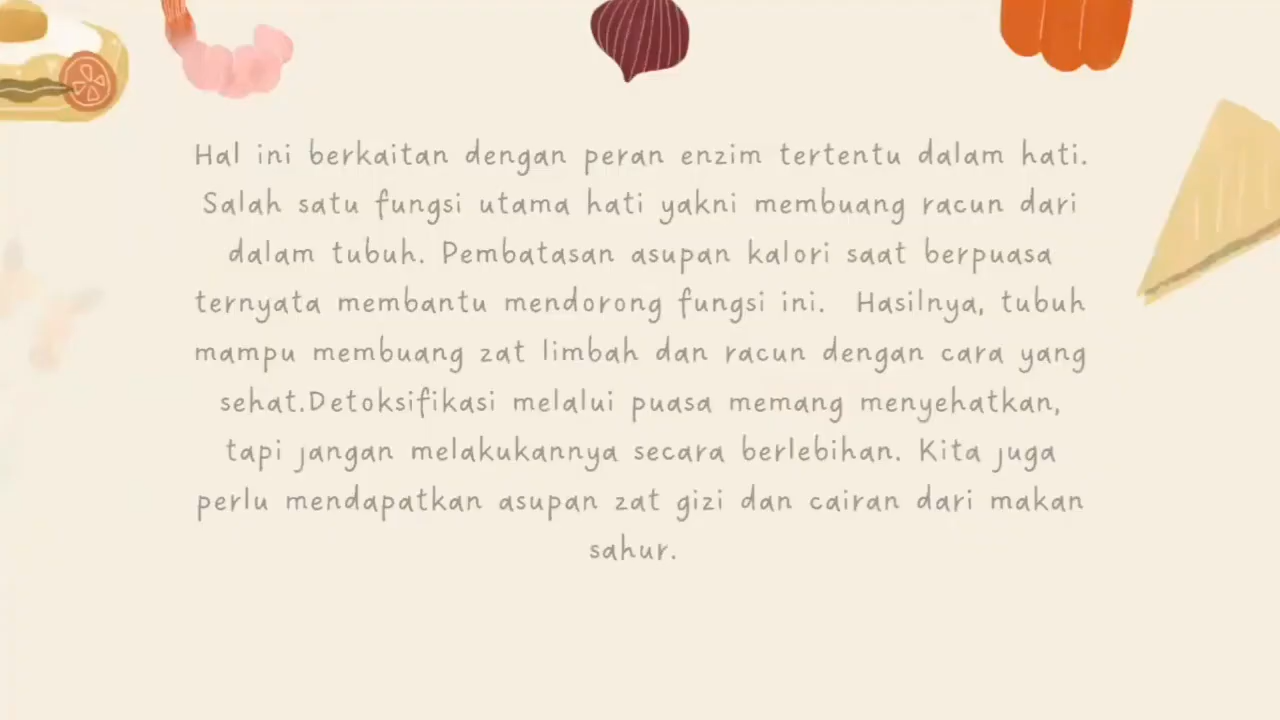 Hal ini berkaitan dengan peran enzim tertentu dalam hati.
Salah satu fungsi utama hati yakni membuang racun dari
dalam tubuh. Pembatasan asupan kalori saat berpuasa
ternyata membantu mendorong fungsi ini.  Hasilnya, tubuh
mampu membuang zat limbah dan racun dengan cara yang
sehat.Detoksifikasi melalui puasa memang menyehatkan,
tapi jangan melakukannya secara berlebihan. Kita juga
perlu mendapatkan asupan zat gizi dan cairan dari makan
sahur.